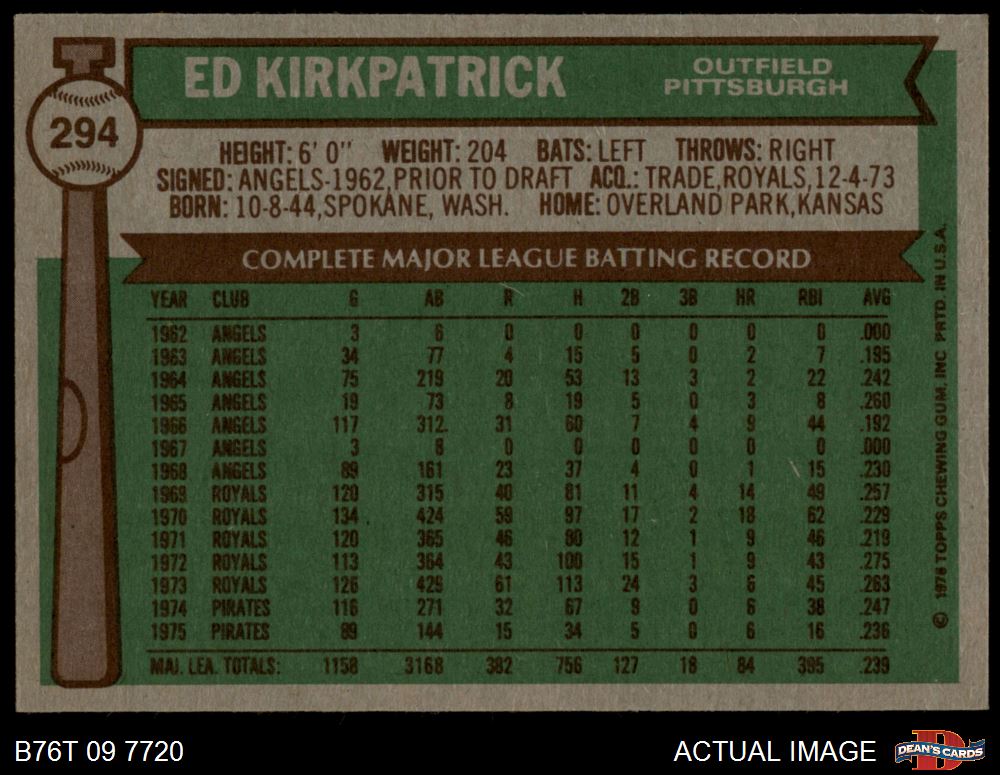 294
ED KIRKPATRICK
OUTFIELD
PITTSBURGH
HEIGHT: 6' 0" WEIGHT: 204 BATS: LEFT THROWS: RIGHT
SIGNED: ANGELS-1962, PRIOR TO DRAFT ACQ.: TRADE, ROYALS, 12-4-73
BORN: 10-8-44, SPOKANE, WASH. HOME: OVERLAND PARK, KANSAS
COMPLETE MAJOR LEAGUE BATTING RECORD
YEAR CLUB G AB R H 2B 3B HR RBI AVG
1962 ANGELS 3 6 0 0 0 0 0 0 .000
1963 ANGELS 34 77 4 15 5 0 2 7 .195
1964 ANGELS 75 219 20 53 13 3 2 22 .242
1965 ANGELS 19 73 8 19 5 0 3 8 .260
1966 ANGELS 117 312 31 60 7 4 9 44 .192
1967 ANGELS 3 8 0 0 0 0 0 0 .000
1968 ANGELS 89 161 23 37 4 0 1 15 .230
1969 ROYALS 120 315 40 81 11 4 14 49 .257
1970 ROYALS 134 424 59 97 17 2 18 62 .229
1971 ROYALS 120 365 46 80 12 1 9 46 .219
1972 ROYALS 113 364 43 100 15 1 9 43 .275
1973 ROYALS 126 429 61 113 24 3 6 45 .263
1974 PIRATES 116 271 32 67 9 0 6 38 .247
1975 PIRATES 89 144 15 34 5 0 6 16 .236
MAJ. LEA. TOTALS: 1158 3168 382 756 127 18 84 395 .239
© 1976 TOPPS CHEWING GUM, INC PRTD. IN U.S.A.
B76T 09 7720
ACTUAL IMAGE
DEAN'S CARDS